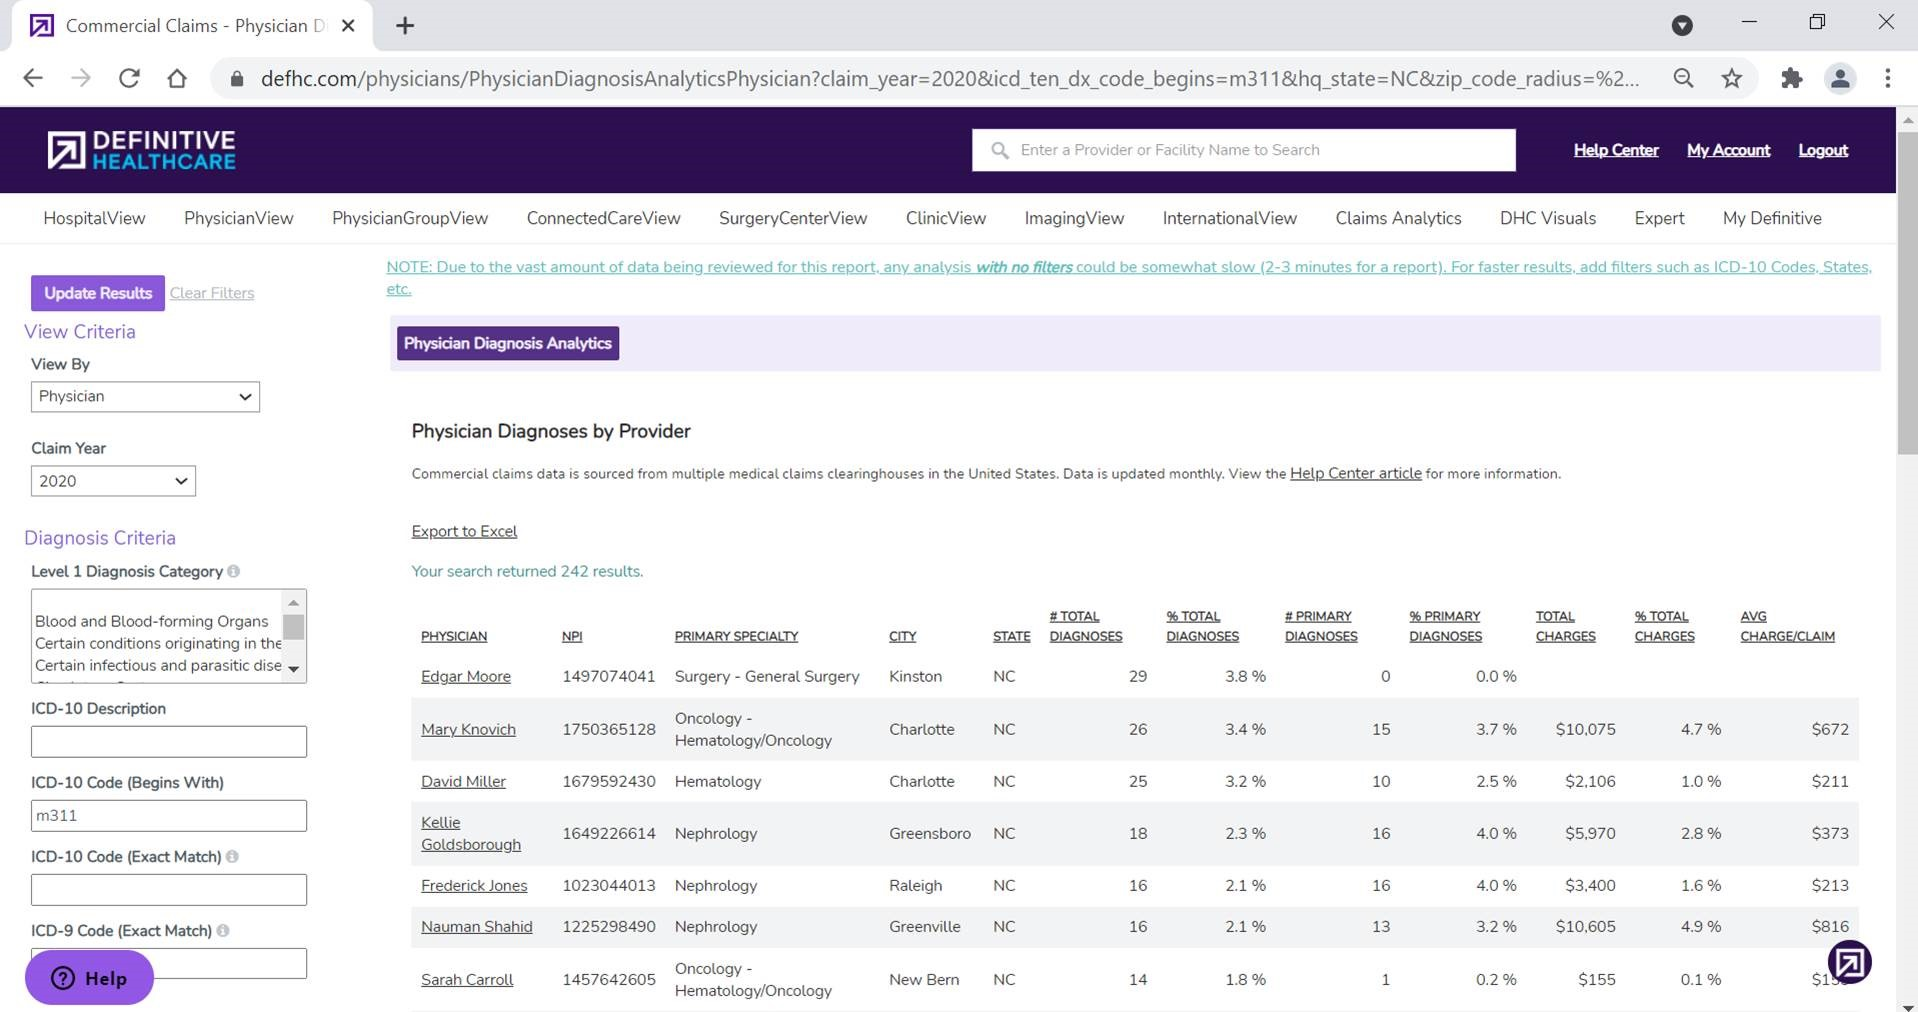 Commercial Claims - Physician D
defhc.com/physicians/PhysicianDiagnosisAnalyticsPhysician?claim_year=2020&icd_ten_dx_code_begins=m311&hq_state=NC&zip_code_radius=%2...
DEFINITIVE
HEALTHCARE
Enter a Provider or Facility Name to Search
Help Center My Account Logout
HospitalView PhysicianView PhysicianGroupView ConnectedCareView SurgeryCenterView ClinicView ImagingView InternationalView Claims Analytics DHC Visuals Expert My Definitive
Update Results Clear Filters
View Criteria
View By
Physician
Claim Year
2020
Diagnosis Criteria
Level 1 Diagnosis Category
Blood and Blood-forming Organs
Certain conditions originating in the
Certain infectious and parasitic dise
ICD-10 Description
ICD-10 Code (Begins With)
m311
ICD-10 Code (Exact Match)
ICD-9 Code (Exact Match)
Help
NOTE: Due to the vast amount of data being reviewed for this report, any analysis with no filters could be somewhat slow (2-3 minutes for a report). For faster results, add filters such as ICD-10 Codes, States,
etc.
Physician Diagnosis Analytics
Physician Diagnoses by Provider
Commercial claims data is sourced from multiple medical claims clearinghouses in the United States. Data is updated monthly. View the Help Center article for more information.
Export to Excel
Your search returned 242 results.
PHYSICIAN NPI PRIMARY SPECIALTY CITY STATE # TOTAL DIAGNOSES % TOTAL DIAGNOSES # PRIMARY DIAGNOSES % PRIMARY DIAGNOSES TOTAL CHARGES % TOTAL CHARGES AVG CHARGE/CLAIM
Edgar Moore 1497074041 Surgery - General Surgery Kinston NC 29 3.8 % 0 0.0 %
Mary Knovich 1750365128 Oncology - Hematology/Oncology Charlotte NC 26 3.4 % 15 3.7 % $10,075 4.7 % $672
David Miller 1679592430 Hematology Charlotte NC 25 3.2 % 10 2.5 % $2,106 1.0 % $211
Kellie Goldsborough 1649226614 Nephrology Greensboro NC 18 2.3 % 16 4.0 % $5,970 2.8 % $373
Frederick Jones 1023044013 Nephrology Raleigh NC 16 2.1 % 16 4.0 % $3,400 1.6 % $213
Nauman Shahid 1225298490 Nephrology Greenville NC 16 2.1 % 13 3.2 % $10,605 4.9 % $816
Sarah Carroll 1457642605 Oncology - Hematology/Oncology New Bern NC 14 1.8 % 1 0.2 % $155 0.1 %